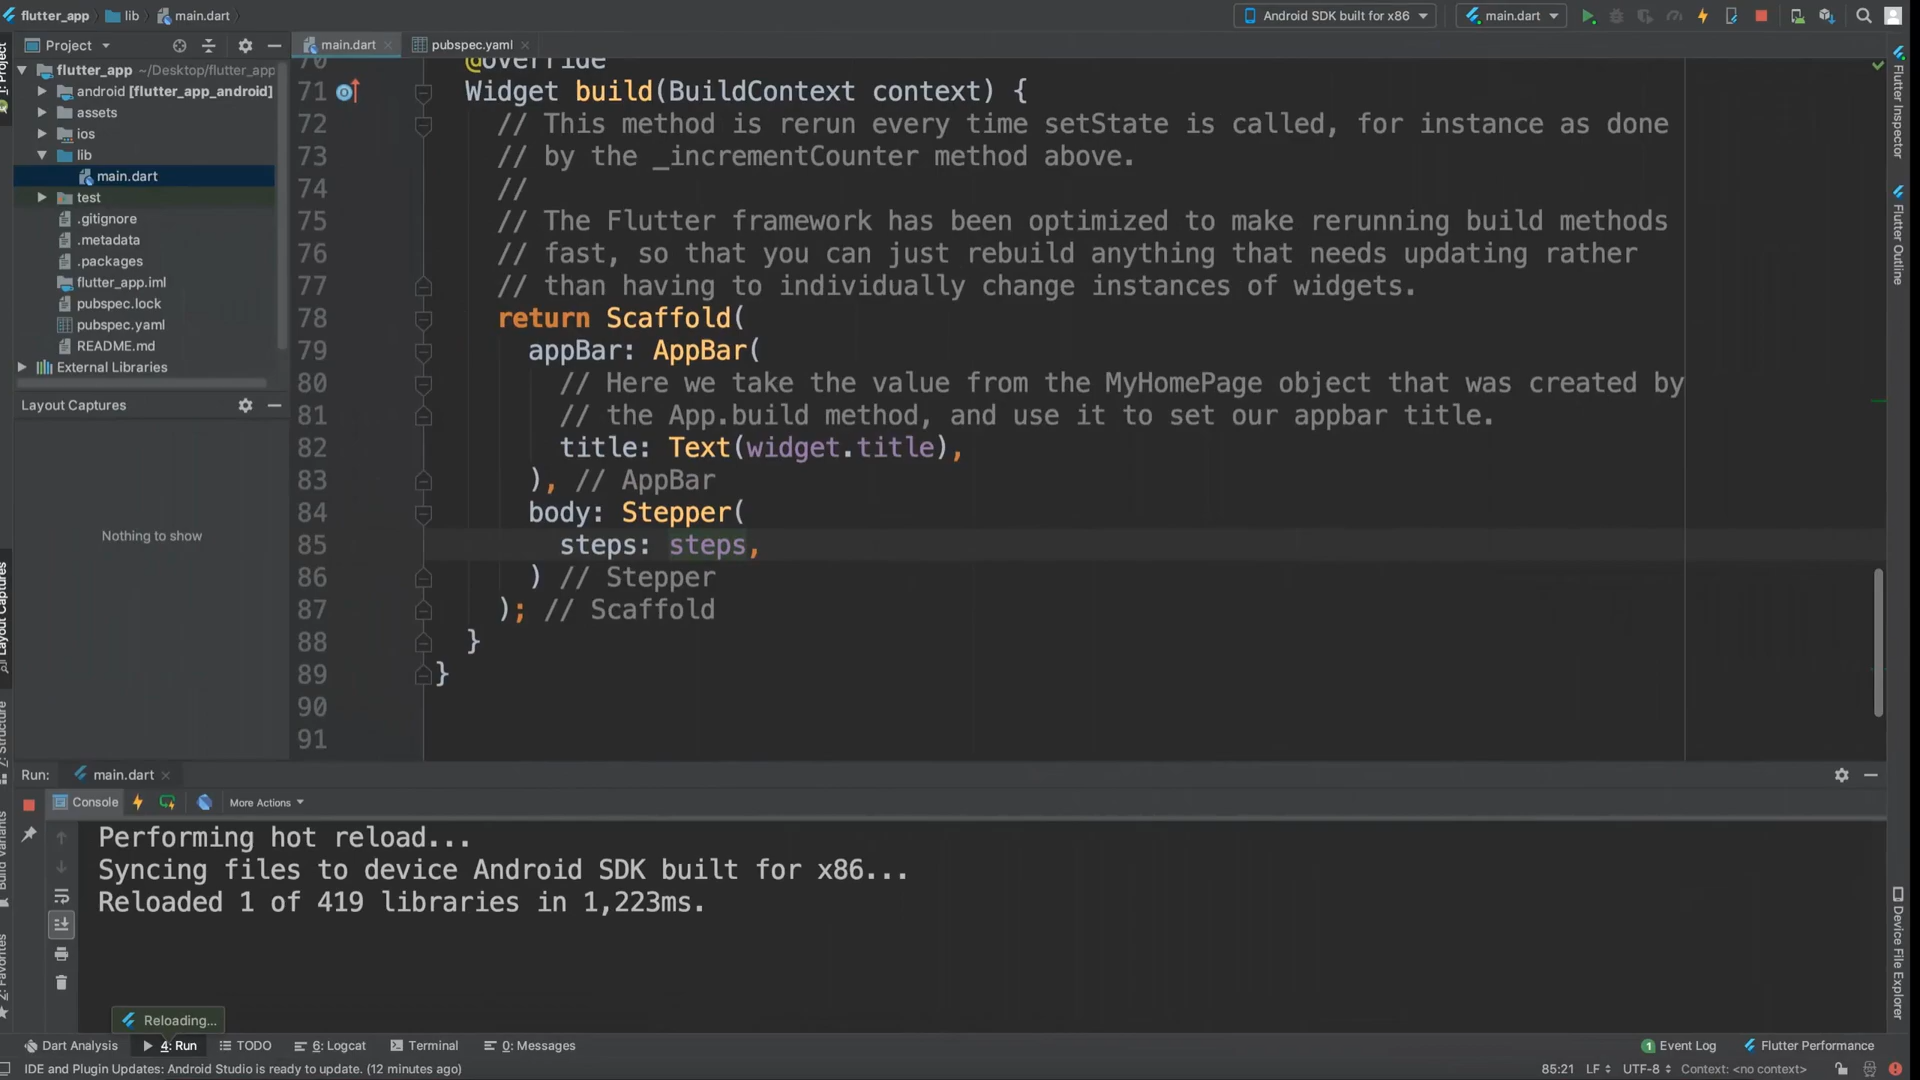 flutter_app
lib
main.dart
Android SDK built for x86
main.dart
Project
main.dart
pubspec.yaml
flutter_app ~/Desktop/flutter_app
android [flutter_app_android]
assets
ios
lib
main.dart
test
.gitignore
.metadata
.packages
flutter_app.iml
pubspec.lock
pubspec.yaml
README.md
External Libraries
Layout Captures
Nothing to show
70 @override
71 Widget build(BuildContext context) {
72 // This method is rerun every time setState is called, for instance as done
73 // by the _incrementCounter method above.
74 //
75 // The Flutter framework has been optimized to make rerunning build methods
76 // fast, so that you can just rebuild anything that needs updating rather
77 // than having to individually change instances of widgets.
78 return Scaffold(
79 appBar: AppBar(
80 // Here we take the value from the MyHomePage object that was created by
81 // the App.build method, and use it to set our appbar title.
82 title: Text(widget.title),
83 ), // AppBar
84 body: Stepper(
85 steps: steps,
86 ) // Stepper
87 ); // Scaffold
88 }
89 }
90
91
Flutter Inspector
Flutter Outline
Device File Explorer
1: Project
Layout Captures
Z: Structure
Build Variants
2: Favorites
Run: main.dart
Console
More Actions
Performing hot reload...
Syncing files to device Android SDK built for x86...
Reloaded 1 of 419 libraries in 1,223ms.
Reloading...
Dart Analysis
4: Run
TODO
6: Logcat
Terminal
0: Messages
1 Event Log
Flutter Performance
IDE and Plugin Updates: Android Studio is ready to update. (12 minutes ago)
85:21 LF UTF-8 Context: <no context>